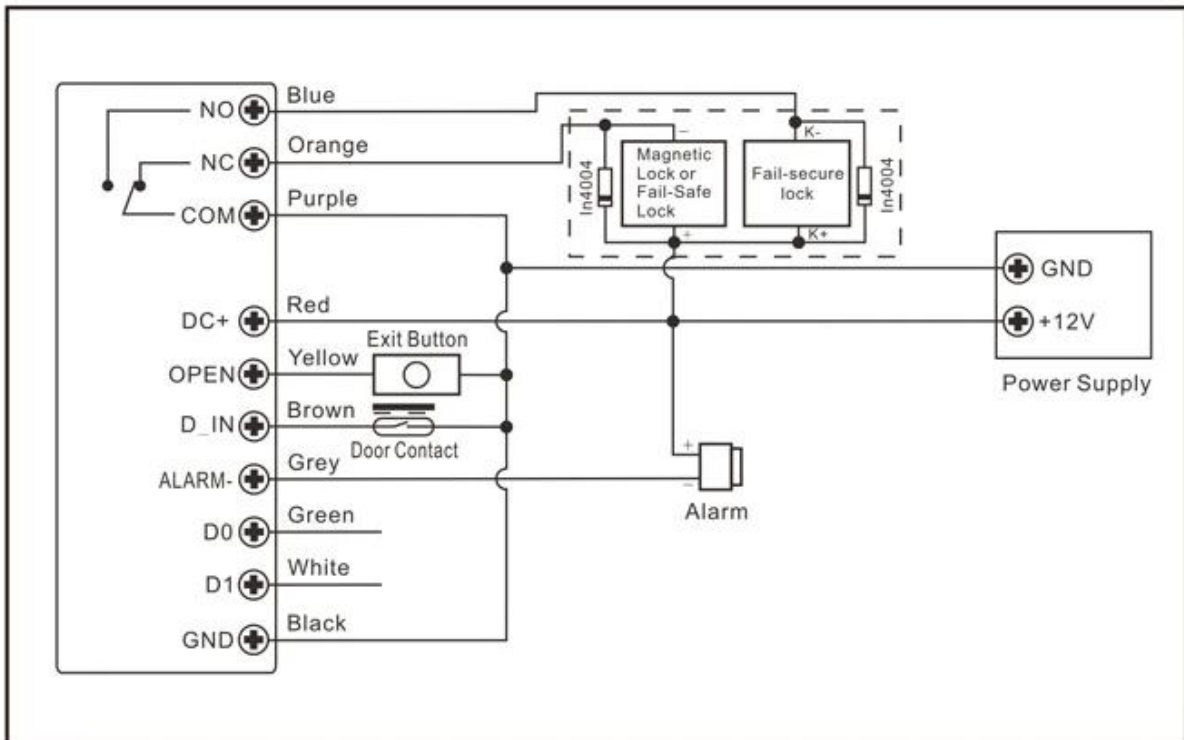 NO
Blue
NC
Orange
COM
Purple
DC+
Red
OPEN
Yellow
D_IN
Brown
ALARM-
Grey
D0
Green
D1
White
GND
Black
Exit Button
Door Contact
In4004
−
Magnetic
Lock or
Fail-Safe
Lock
+
K-
Fail-secure
lock
K+
In4004
GND
+12V
Power Supply
+
−
Alarm